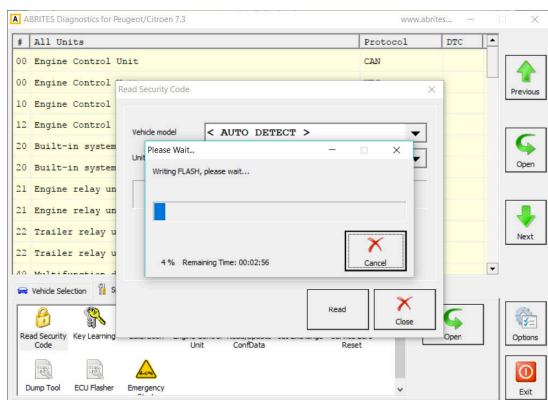 ABRITES Diagnostics for Peugeot/Citroen 7.3 www.abrites...
# All Units Protocol DTC
00 Engine Control Unit CAN
00 Engine Control
10 Engine Control
12 Engine Control
20 Built-in system
20 Built-in system
21 Engine relay un
21 Engine relay un
22 Trailer relay u
22 Trailer relay u
Read Security Code
Vehicle model < AUTO DETECT >
Unit
Please Wait..
Writing FLASH, please wait...
4 % Remaining Time: 00:02:56
Cancel
Read
Close
Vehicle Selection S
Read Security
Code
Key Learning
Unit
ConfData
Reset
Dump Tool
ECU Flasher
Emergency
Open
Previous
Open
Next
Options
Exit